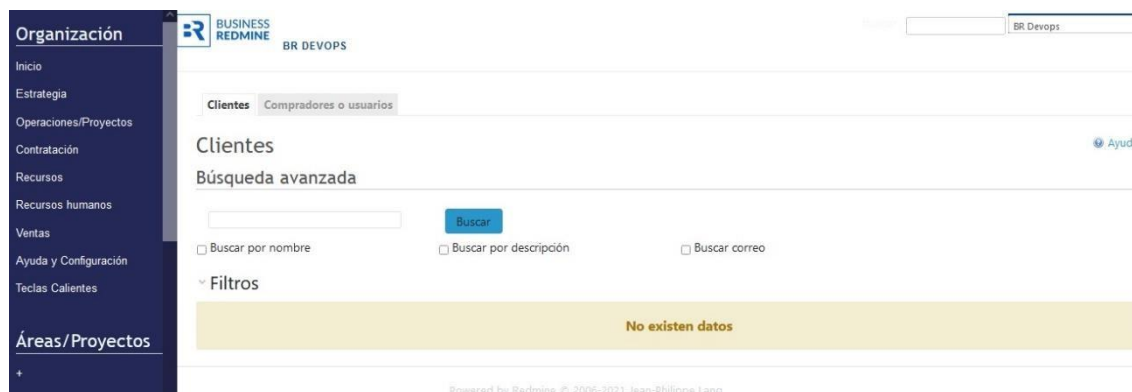 Organización
Inicio
Estrategia
Operaciones/Proyectos
Contratación
Recursos
Recursos humanos
Ventas
Ayuda y Configuración
Teclas Calientes
Áreas/Proyectos
+
BUSINESS
REDMINE
BR DEVOPS
BR Devops
Clientes Compradores o usuarios
Clientes
Ayud
Búsqueda avanzada
Buscar
Buscar por nombre Buscar por descripción Buscar correo
Filtros
No existen datos
Powered by Redmine © 2006-2021 Jean-Philippe Lang